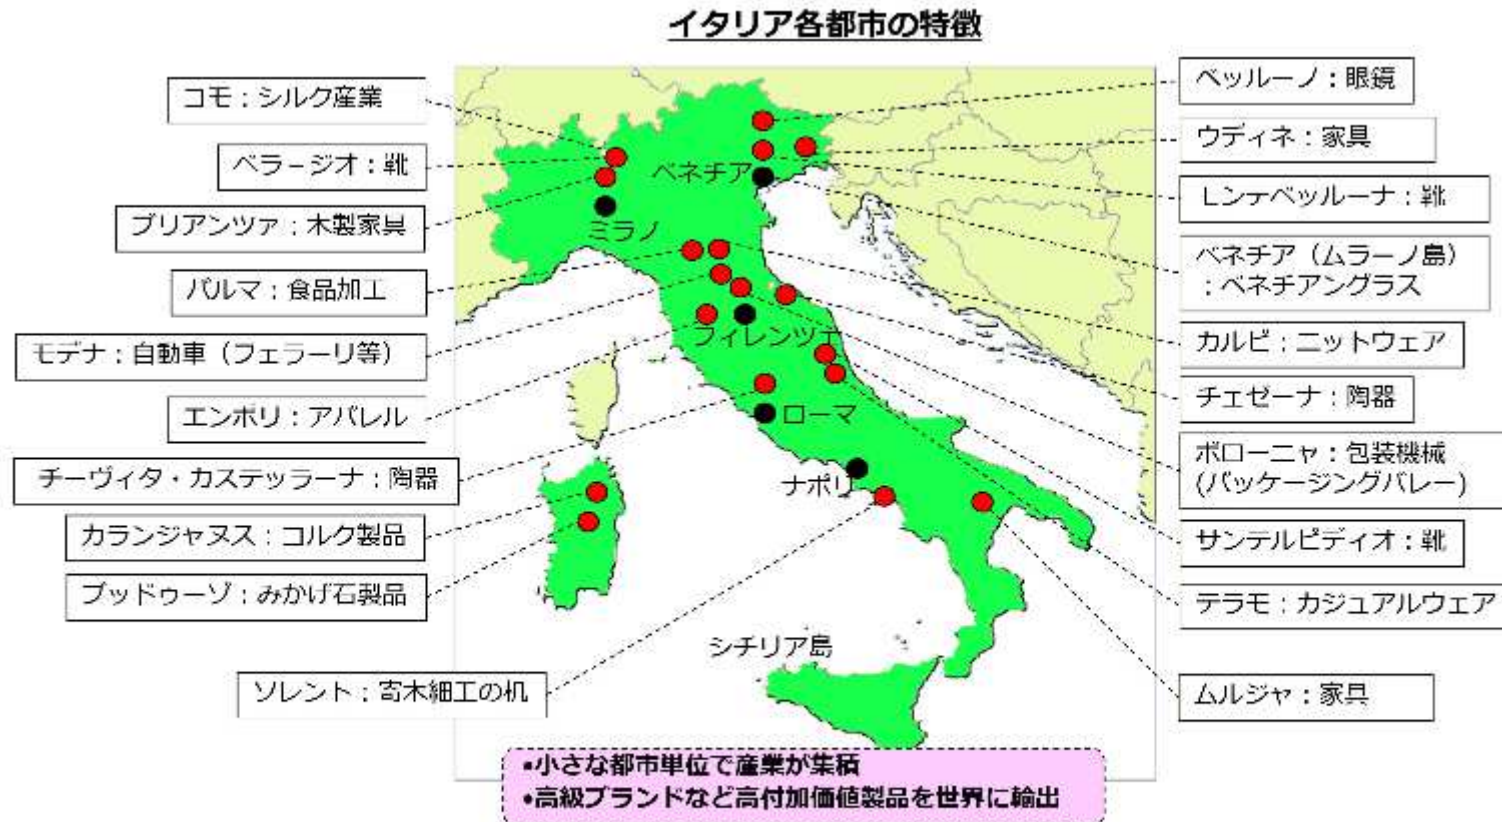 イタリア各都市の特徴
コモ：シルク産業
ベラージオ：靴
ブリアンツァ：木製家具
パルマ：食品加工
モデナ：自動車（フェラーリ等）
エンポリ：アパレル
チーヴィタ・カステッラーナ：陶器
カランジャヌス：コルク製品
ブッドゥーゾ：みかげ石製品
ソレント：寄木細工の机
ベネチア
ミラノ
フィレンツェ
ローマ
ナポリ
シチリア島
ベッルーノ：眼鏡
ウディネ：家具
：靴
ベネチア（ムラーノ島）
：ベネチアングラス
カルピ：ニットウェア
チェゼーナ：陶器
ボローニャ：包装機械
(パッケージングバレー)
サンテルピディオ：靴
テラモ：カジュアルウェア
ムルジャ：家具
•小さな都市単位で産業が集積
•高級ブランドなど高付加価値製品を世界に輸出